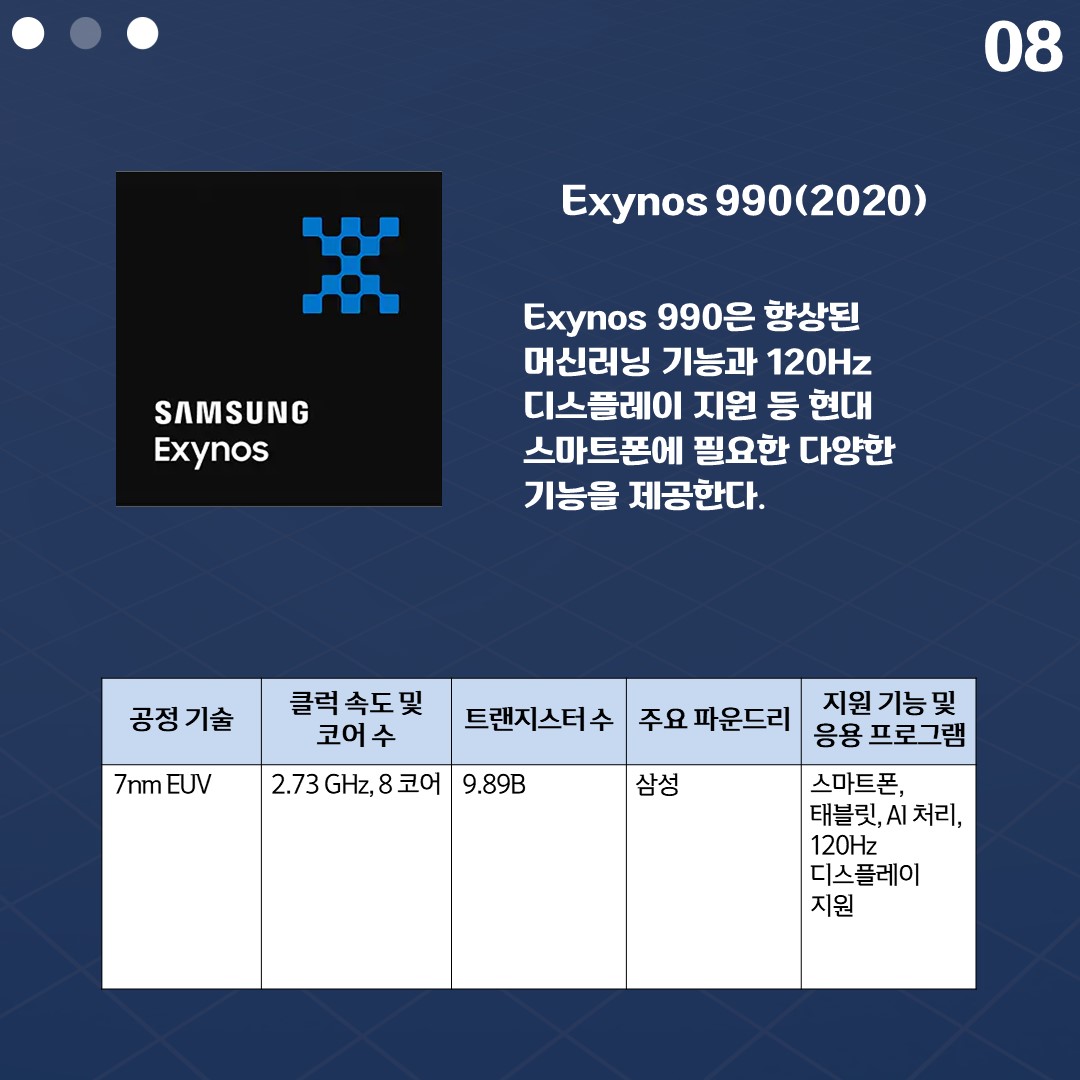 08
SAMSUNG
Exynos
Exynos 990(2020)
Exynos 990은 향상된
머신러닝 기능과 120Hz
디스플레이 지원 등 현대
스마트폰에 필요한 다양한
기능을 제공한다.
공정 기술
클럭 속도 및
코어 수
트랜지스터 수
주요 파운드리
지원 기능 및
응용 프로그램
7nm EUV
2.73 GHz, 8 코어
9.89B
삼성
스마트폰,
태블릿, AI 처리,
120Hz
디스플레이
지원